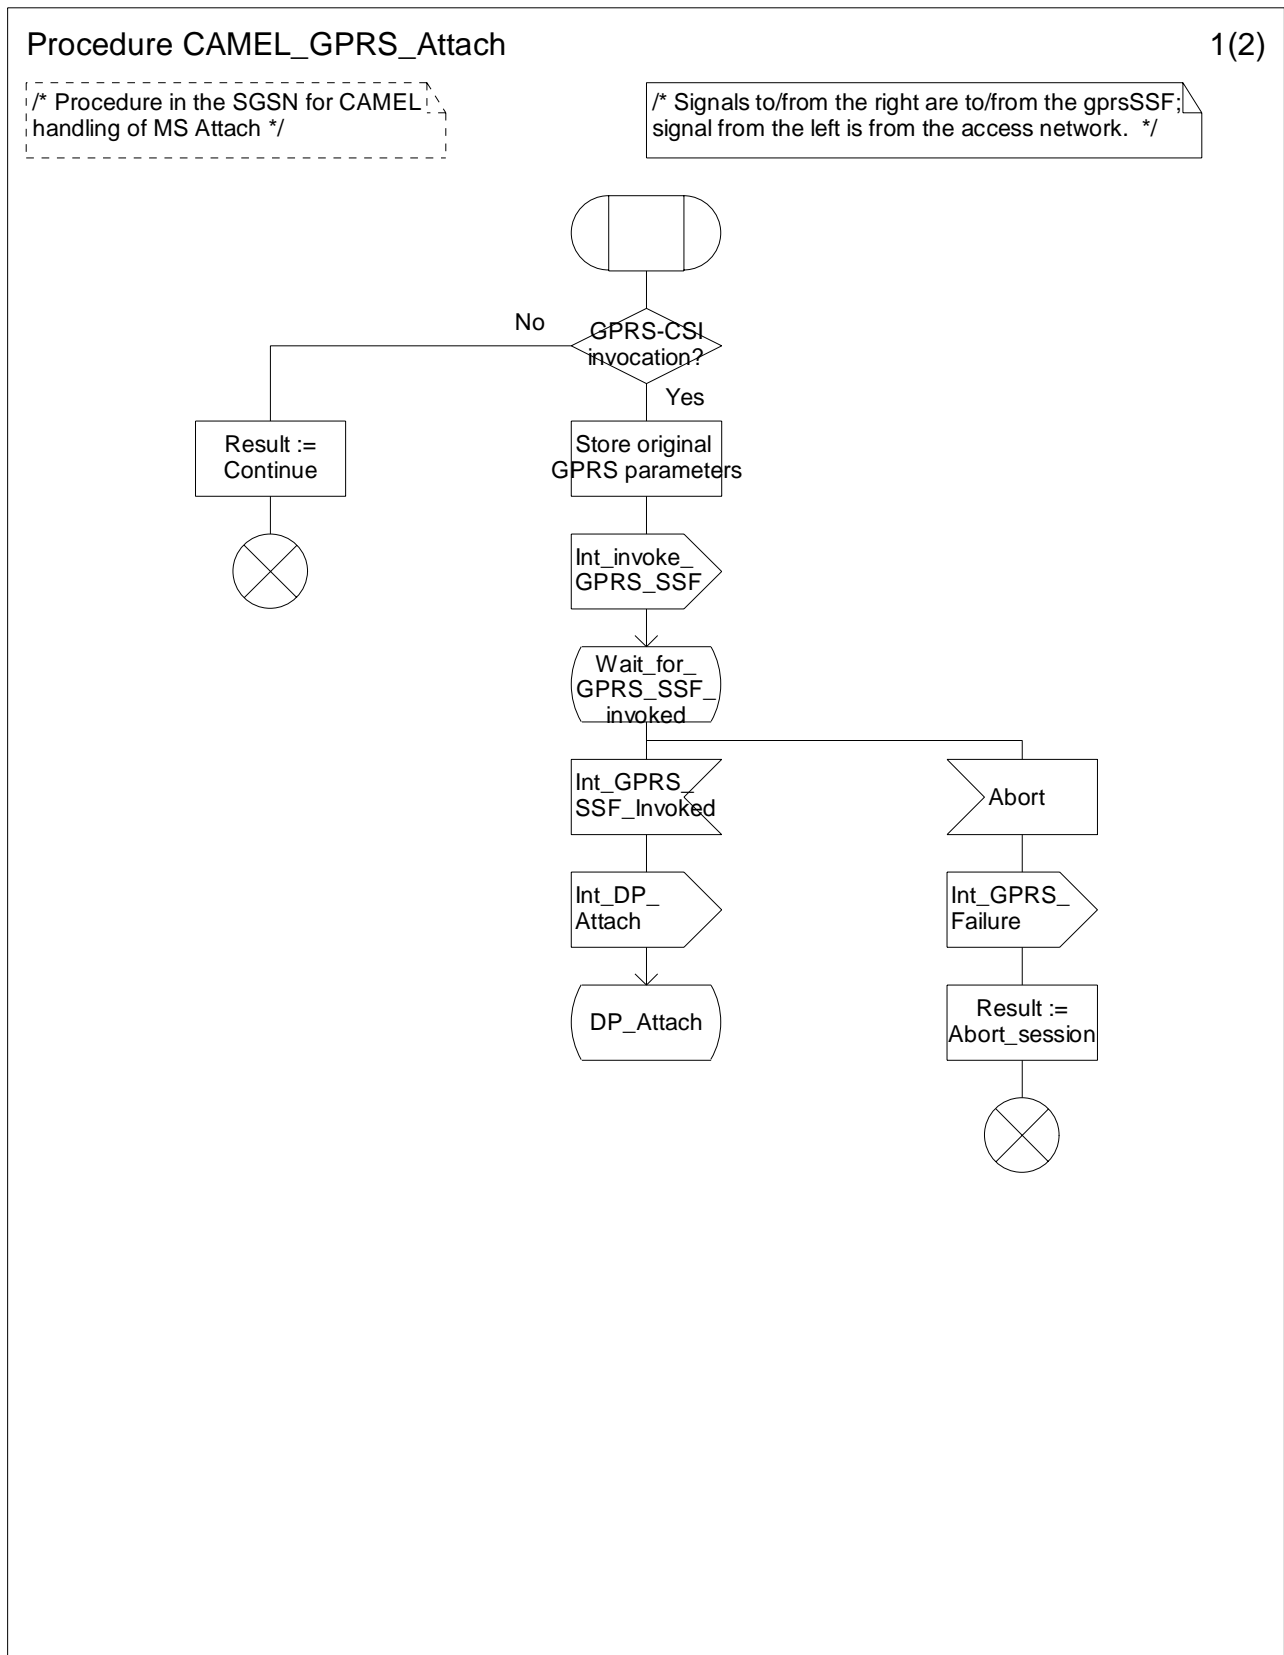 Procedure CAMEL_GPRS_Attach
1(2)
/* Procedure in the SGSN for CAMEL
handling of MS Attach */
/* Signals to/from the right are to/from the gprsSSF;
signal from the left is from the access network.  */
No
GPRS-CSI
invocation?
Yes
Result :=
Continue
Store original
GPRS parameters
Int_invoke_
GPRS_SSF
Wait_for_
GPRS_SSF_
invoked
Int_GPRS_
SSF_Invoked
Abort
Int_DP_
Attach
Int_GPRS_
Failure
DP_Attach
Result :=
Abort_session